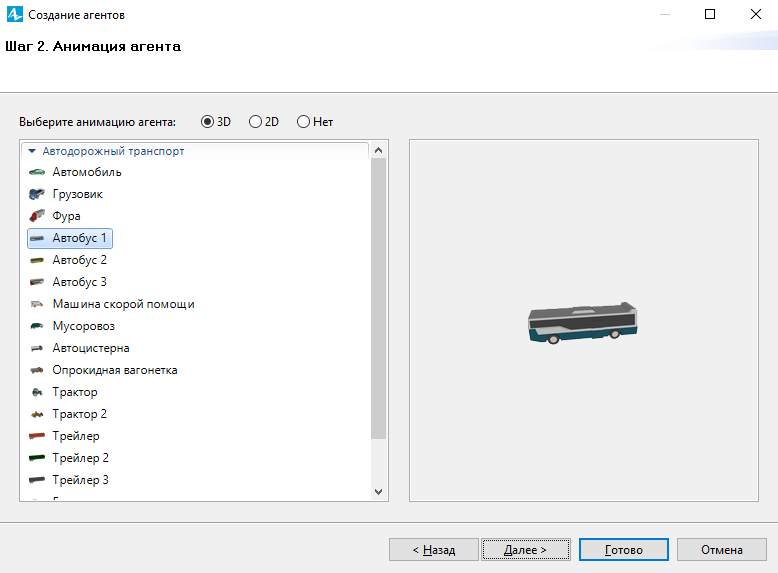 Создание агентов
Шаг 2. Анимация агента
Выберите анимацию агента: 3D 2D Нет
Автодорожный транспорт
Автомобиль
Грузовик
Фура
Автобус 1
Автобус 2
Автобус 3
Машина скорой помощи
Мусоровоз
Автоцистерна
Опрокидная вагонетка
Трактор
Трактор 2
Трейлер
Трейлер 2
Трейлер 3
< Назад Далее > Готово Отмена